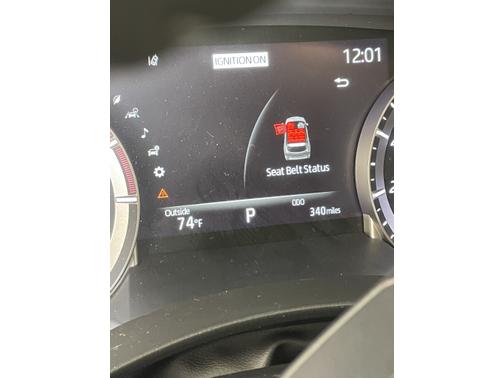 IGNITION ON
12:01
Seat Belt Status
Outside
74°F
P
ODO
340 miles